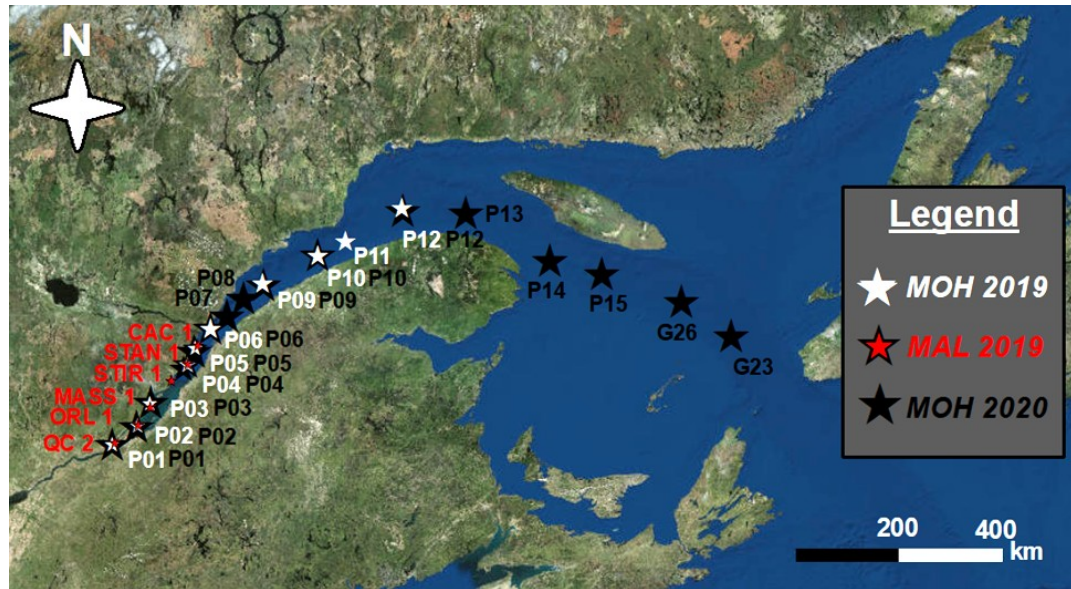 N
P13
P12 P12
P11
P10 P10
P14
P15
P08
P07
P09 P09
G26
G23
CAC 1
P06 P06
STAN 1
P05 P05
STIR 1
P04 P04
MASS 1
P03 P03
ORL 1
P02 P02
QC 2
P01 P01
Legend
MOH 2019
MAL 2019
MOH 2020
200 400
km